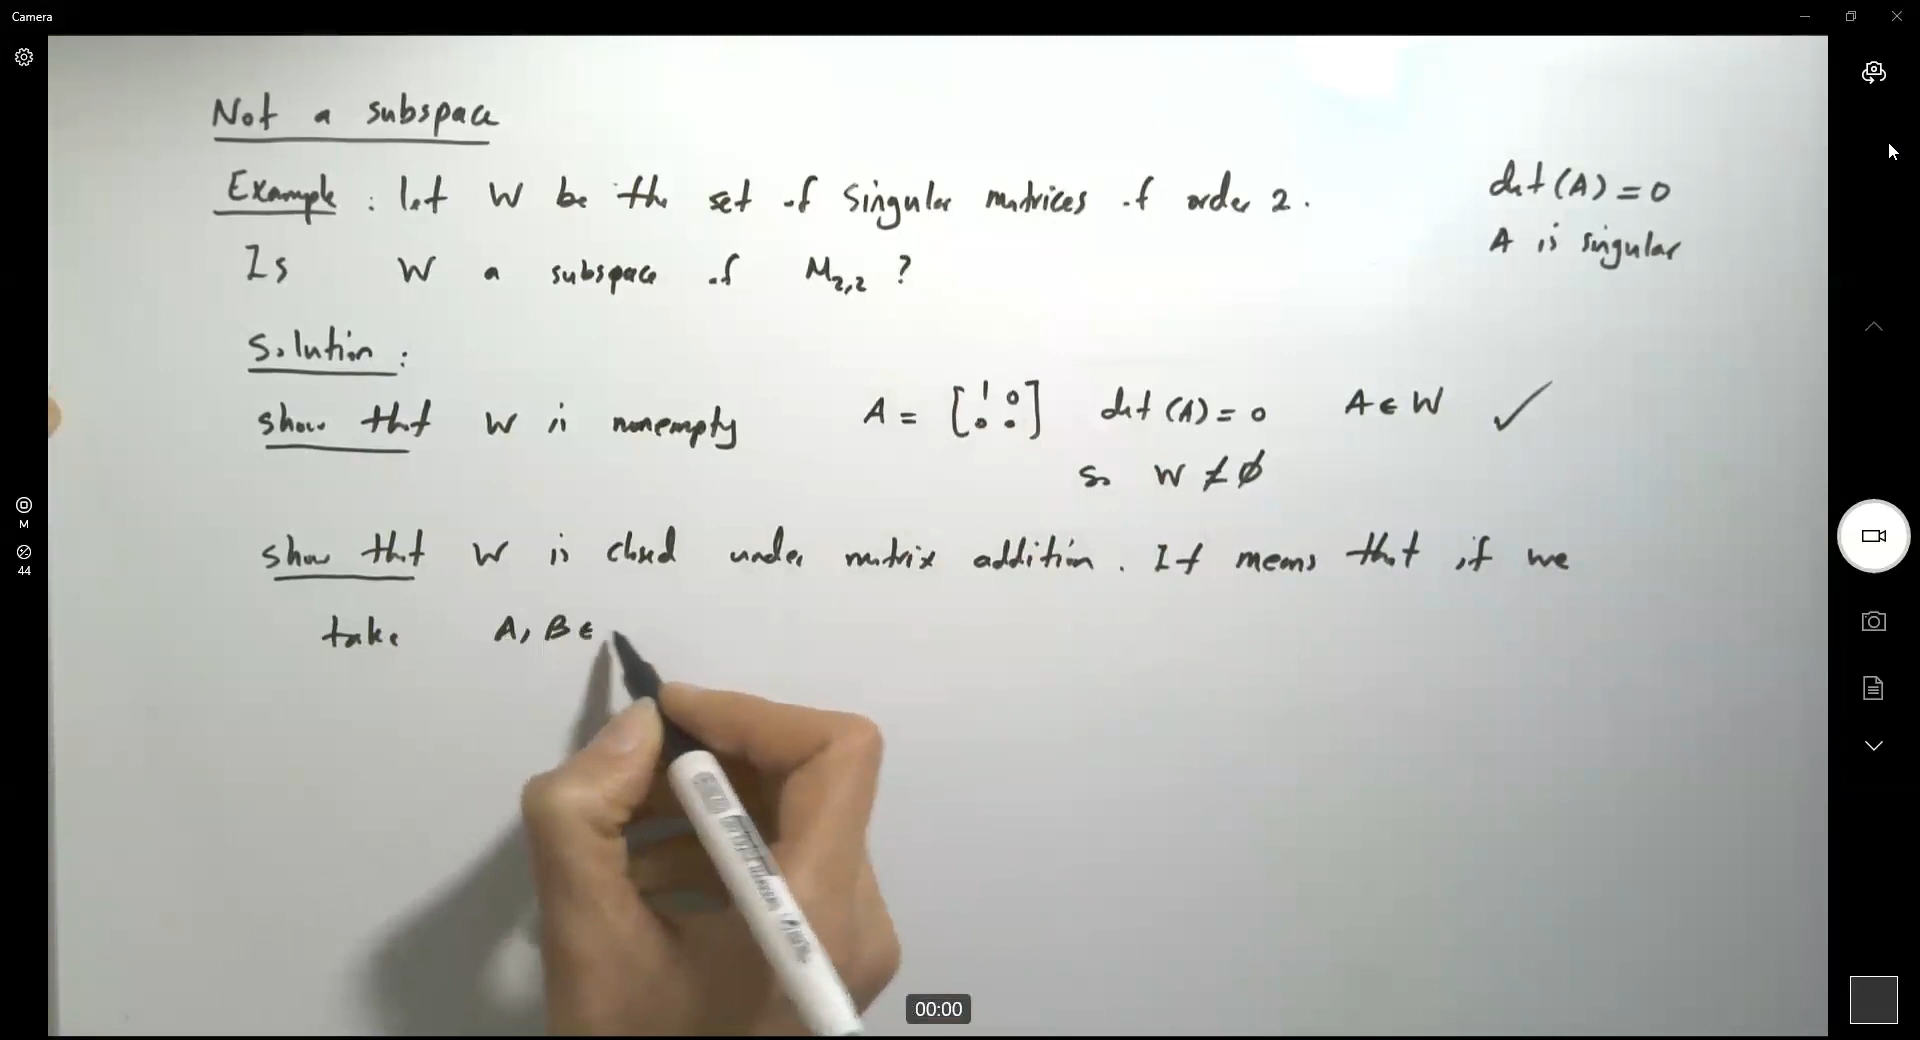 Camera
Not a subspace
Example : let W be the set of singular matrices of order 2.
det(A) = 0
A is singular
Is W a subspace of M2,2 ?
Solution :
show that W is nonempty A = [1 0 0 0] det(A) = 0 A ∈ W ✓
So W ≠ ∅
show that W is closed under matrix addition. It means that if we
take A, B ∈
M
44
00:00